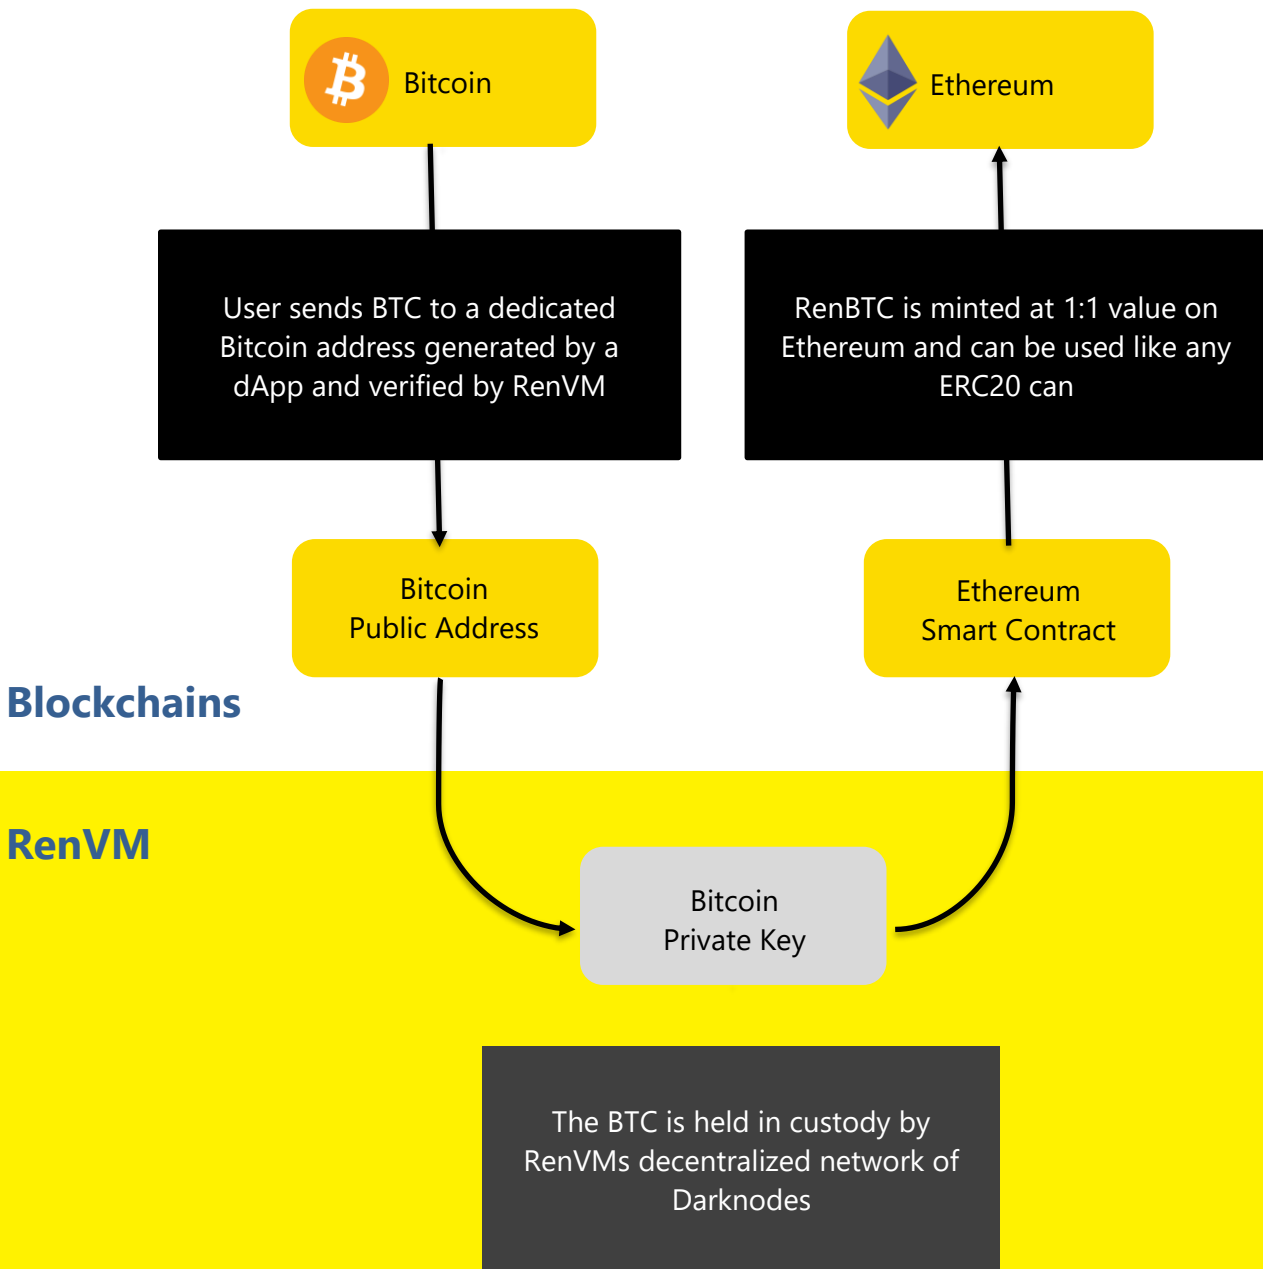 Bitcoin
Ethereum
User sends BTC to a dedicated
Bitcoin address generated by a
dApp and verified by RenVM
RenBTC is minted at 1:1 value on
Ethereum and can be used like any
ERC20 can
Bitcoin
Public Address
Ethereum
Smart Contract
Blockchains
RenVM
Bitcoin
Private Key
The BTC is held in custody by
RenVMs decentralized network of
Darknodes